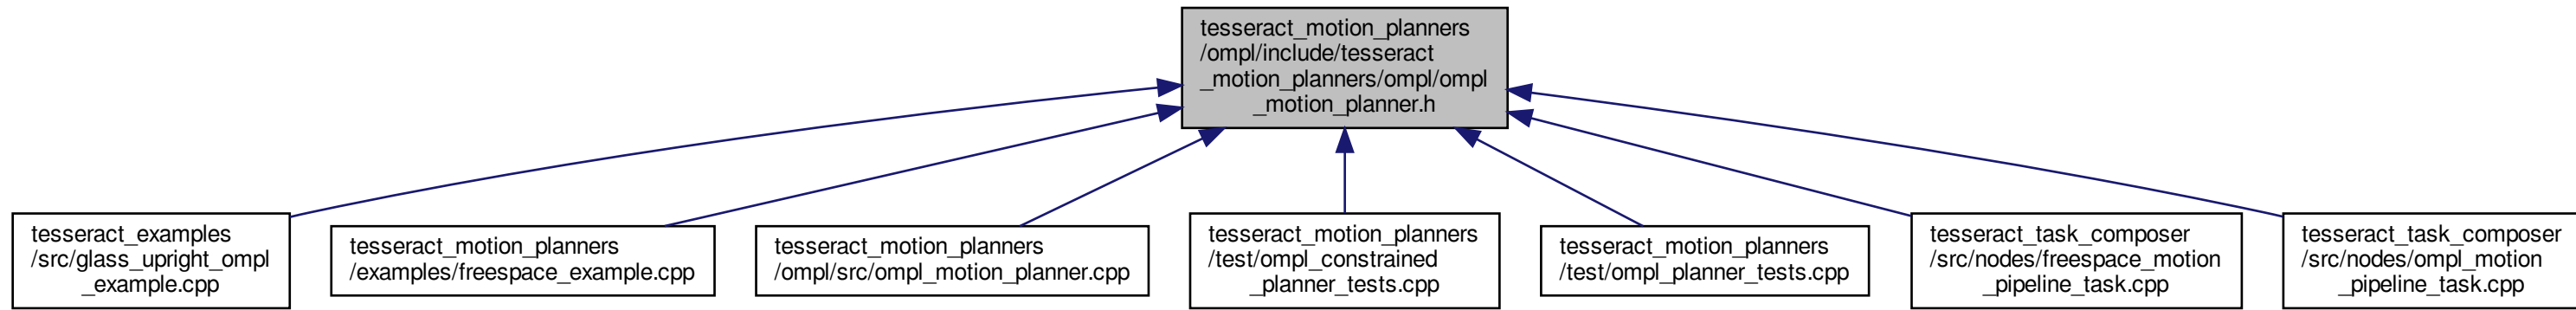 tesseract_motion_planners
/ompl/include/tesseract
_motion_planners/ompl/ompl
_motion_planner.h
tesseract_examples
/src/glass_upright_ompl
_example.cpp
tesseract_motion_planners
/examples/freespace_example.cpp
tesseract_motion_planners
/ompl/src/ompl_motion_planner.cpp
tesseract_motion_planners
/test/ompl_constrained
_planner_tests.cpp
tesseract_motion_planners
/test/ompl_planner_tests.cpp
tesseract_task_composer
/src/nodes/freespace_motion
_pipeline_task.cpp
tesseract_task_composer
/src/nodes/ompl_motion
_pipeline_task.cpp